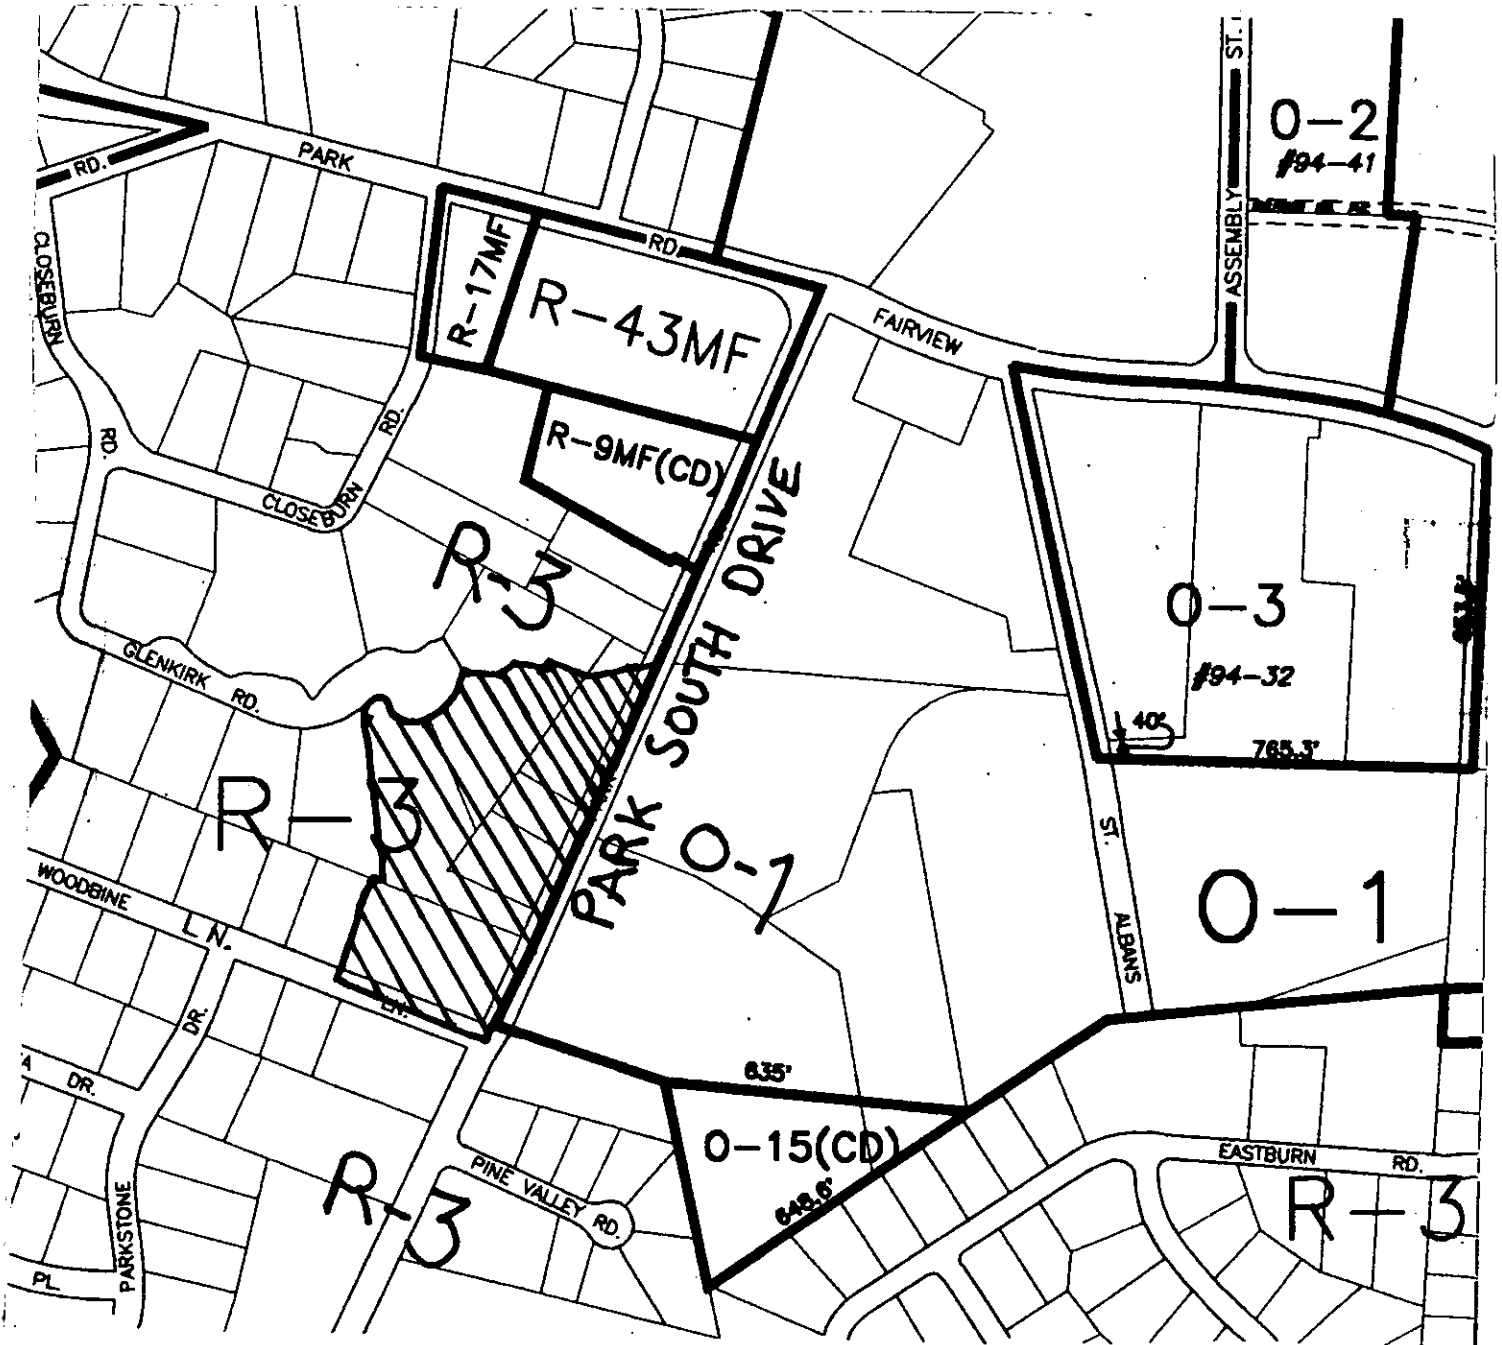 ST.
O-2
#94-41
PARK
RD.
ASSEMBLY
RD.
R-17MF
CLOSEBURN
R-43MF
FAIRVIEW
RD.
R-9MF(CD)
RD.
CLOSEBURN
PARK SOUTH DRIVE
R-3
O-3
#94-32
GLENKIRK RD.
40'
765.3'
R-3
O-1
ST.
ALBANS
O-1
WOODBINE
LN.
LN.
DR.
DR.
635'
O-15(CD)
648.6'
PINE VALLEY RD.
EASTBURN RD.
R-3
R-3
PARKSTONE
PL.